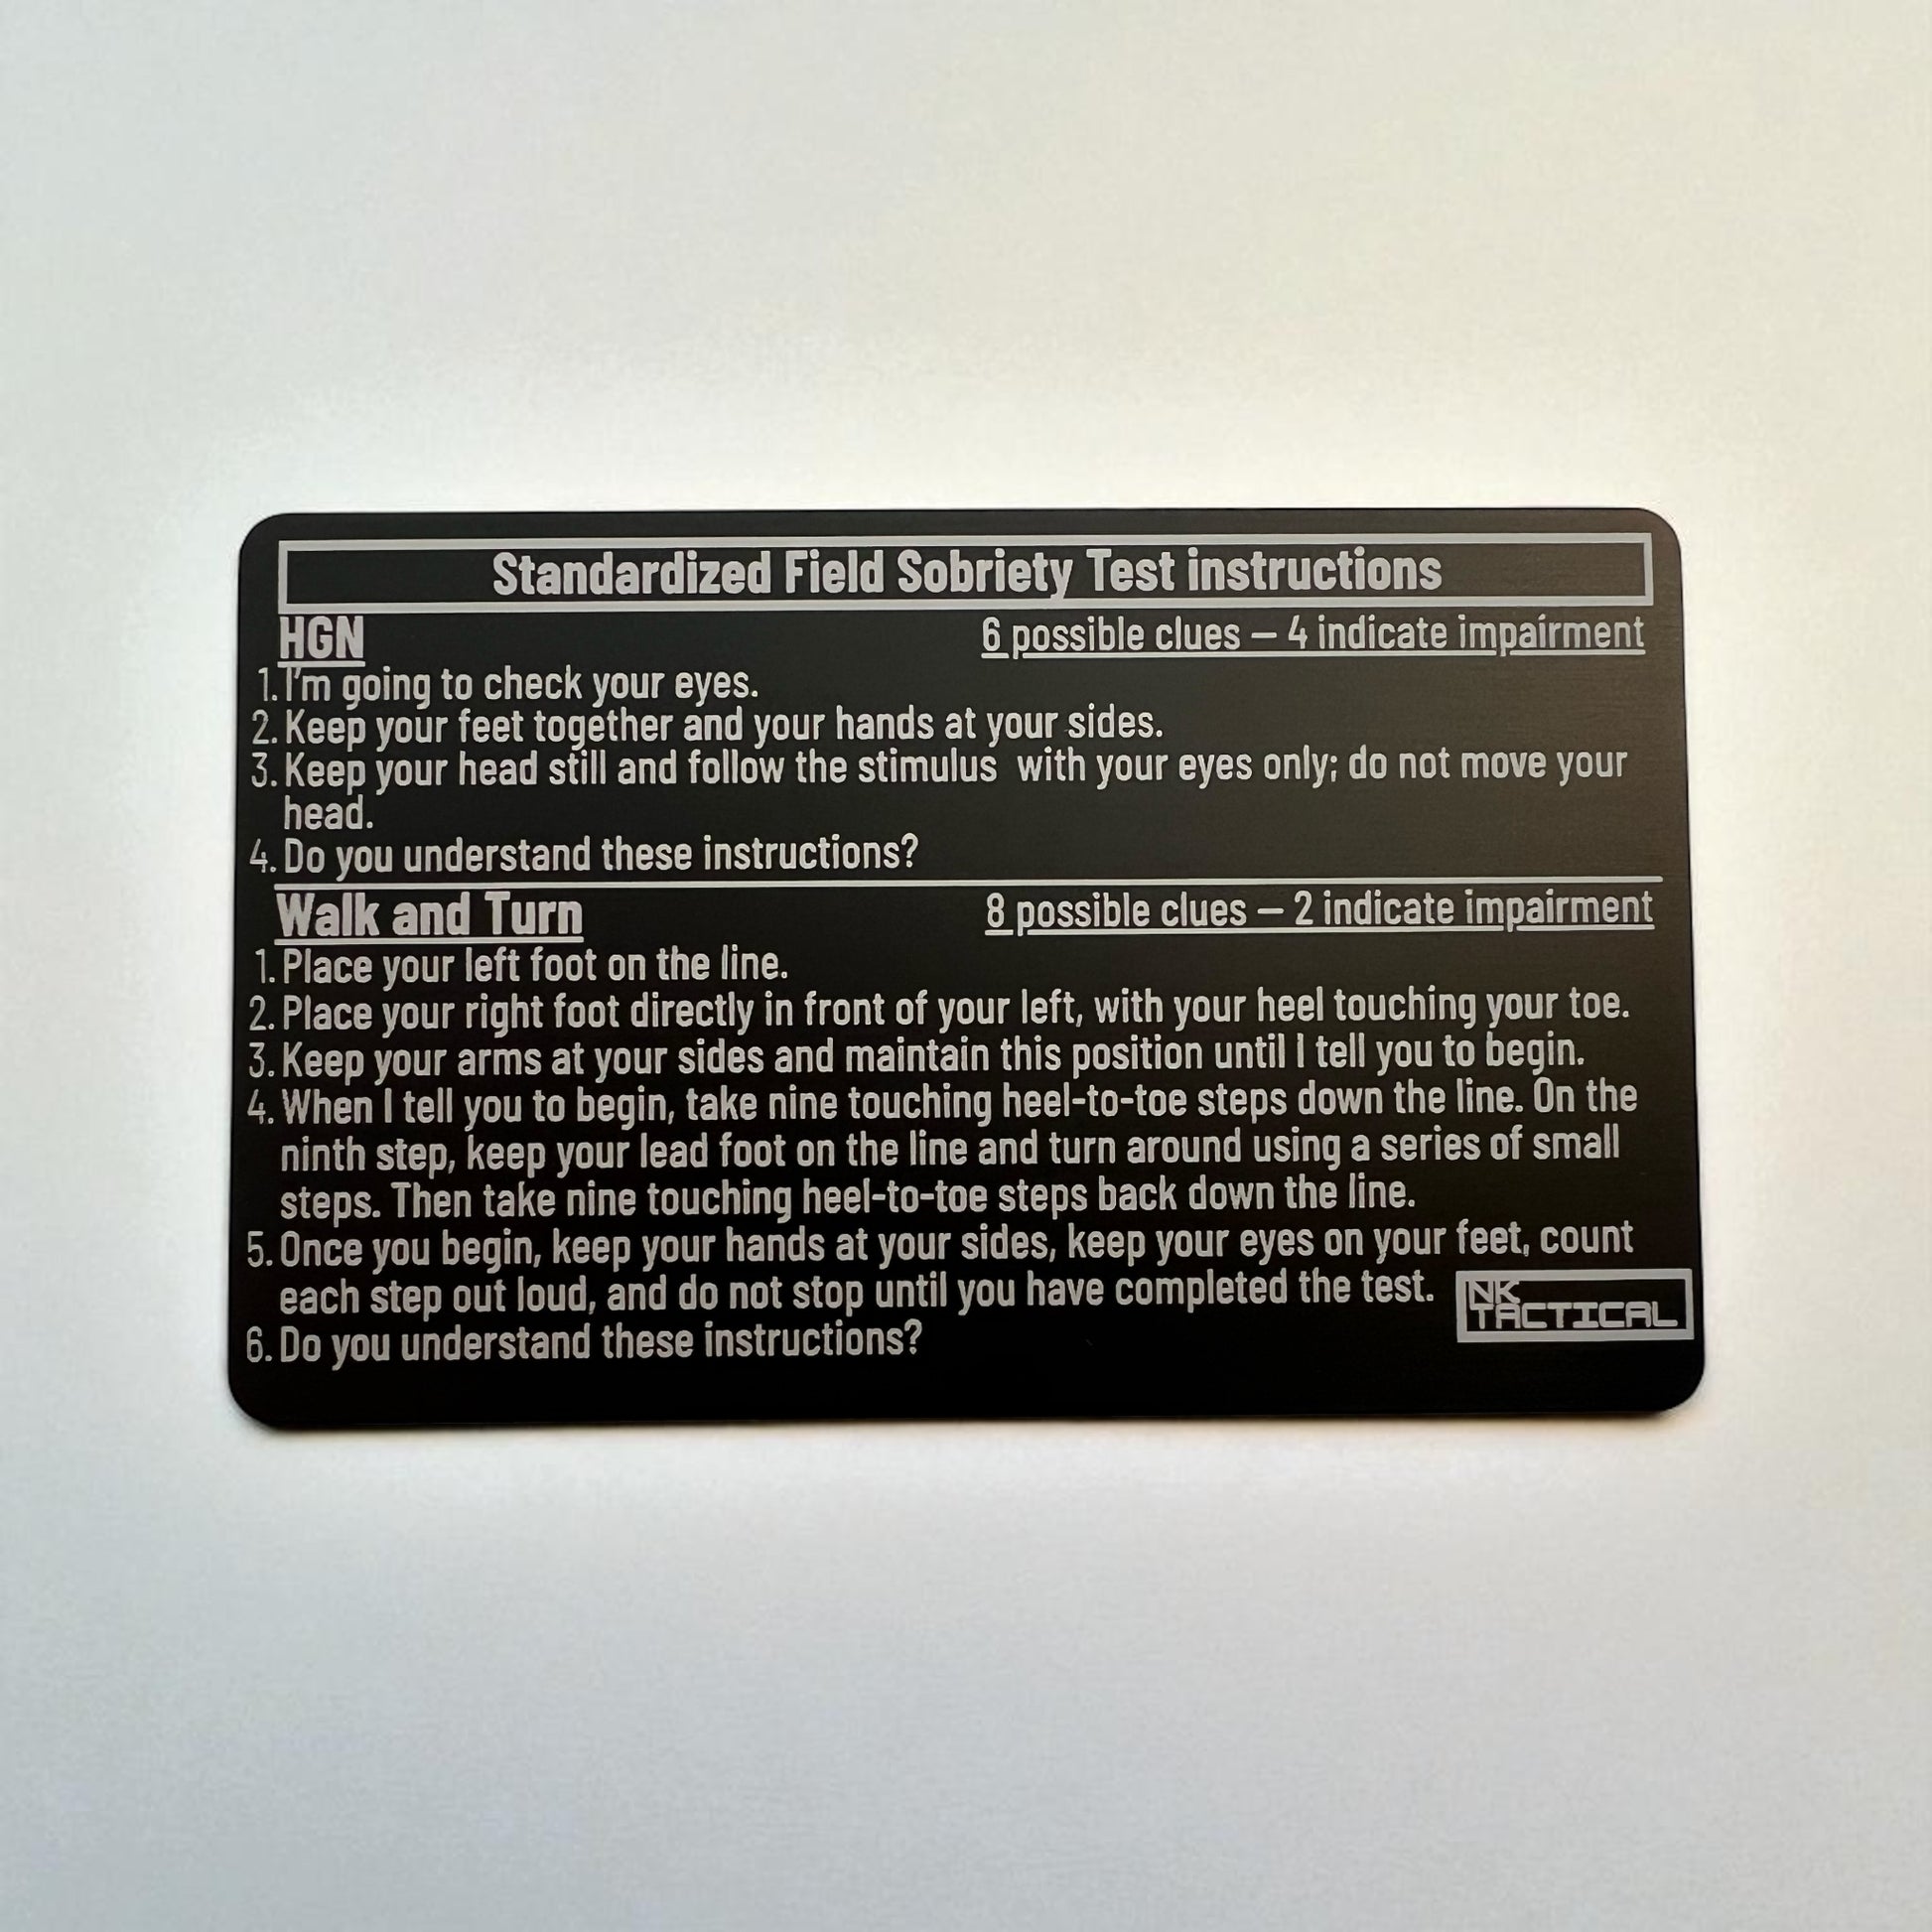 Standardized Field Sobriety Test instructions
HGN 6 possible clues – 4 indicate impairment
1. I'm going to check your eyes.
2. Keep your feet together and your hands at your sides.
3. Keep your head still and follow the stimulus with your eyes only; do not move your
head.
4. Do you understand these instructions?
Walk and Turn 8 possible clues – 2 indicate impairment
1. Place your left foot on the line.
2. Place your right foot directly in front of your left, with your heel touching your toe.
3. Keep your arms at your sides and maintain this position until I tell you to begin.
4. When I tell you to begin, take nine touching heel-to-toe steps down the line. On the
ninth step, keep your lead foot on the line and turn around using a series of small
steps. Then take nine touching heel-to-toe steps back down the line.
5. Once you begin, keep your hands at your sides, keep your eyes on your feet, count
each step out loud, and do not stop until you have completed the test.
6. Do you understand these instructions?
NK
TACTICAL